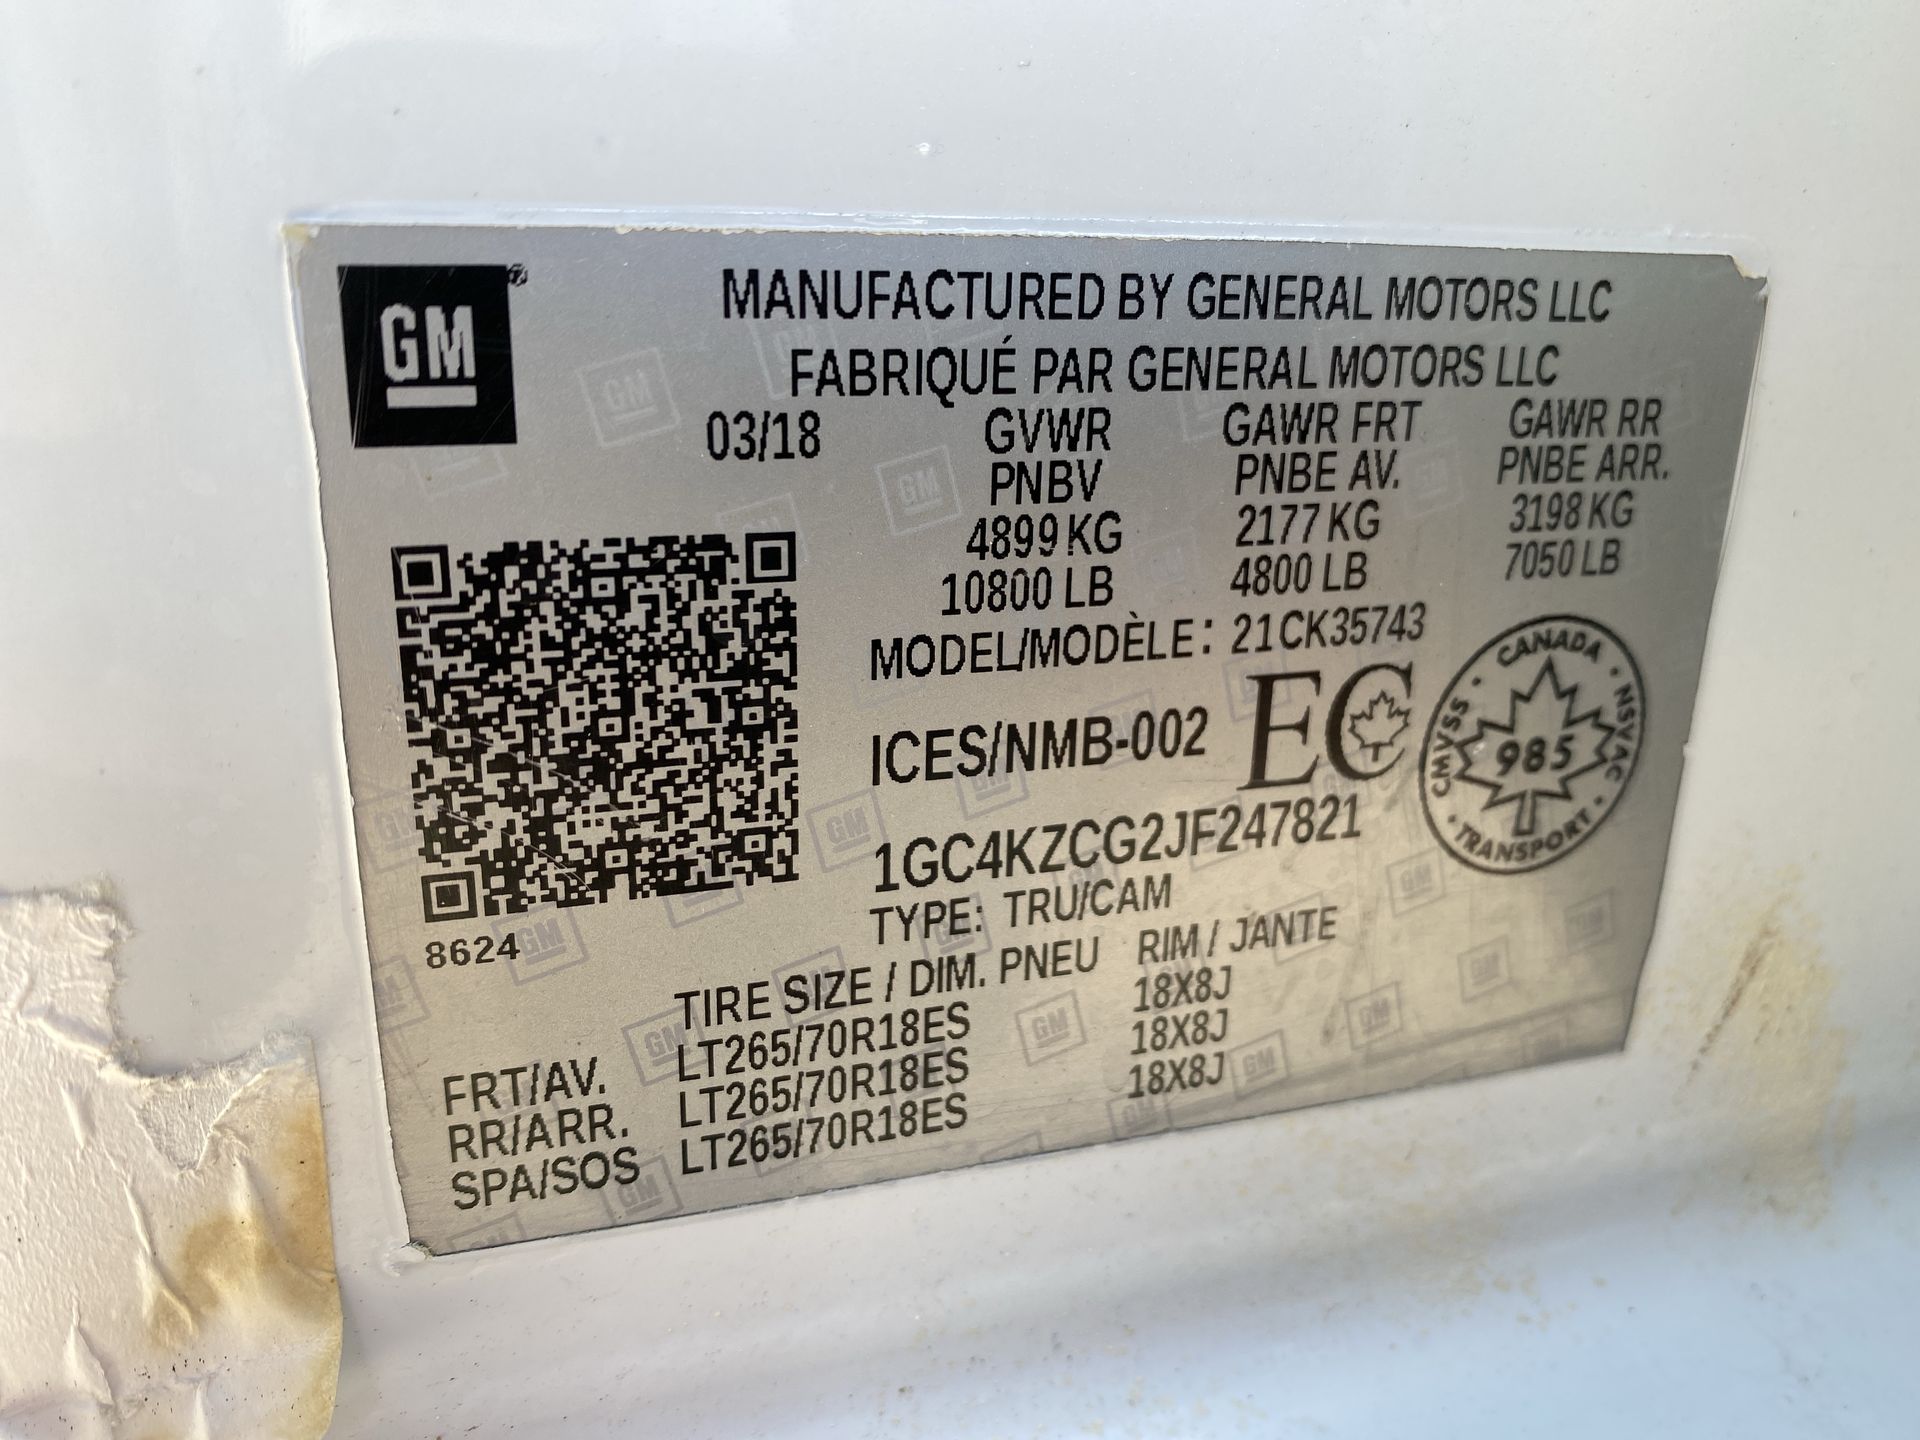 GM
MANUFACTURED BY GENERAL MOTORS LLC
FABRIQUÉ PAR GENERAL MOTORS LLC
03/18 GVWR GAWR FRT GAWR RR
PNBV PNBE AV. PNBE ARR.
4899 KG 2177 KG 3198 KG
10800 LB 4800 LB 7050 LB
MODEL/MODÈLE: 21CK35743
ICES/NMB-002 EC
CANADA · NSVAC · TRANSPORT · CMVSS ·
985
1GC4KZCG2JF247821
TYPE: TRU/CAM
8624
TIRE SIZE / DIM. PNEU RIM / JANTE
FRT/AV. LT265/70R18ES 18X8J
RR/ARR. LT265/70R18ES 18X8J
SPA/SOS LT265/70R18ES 18X8J